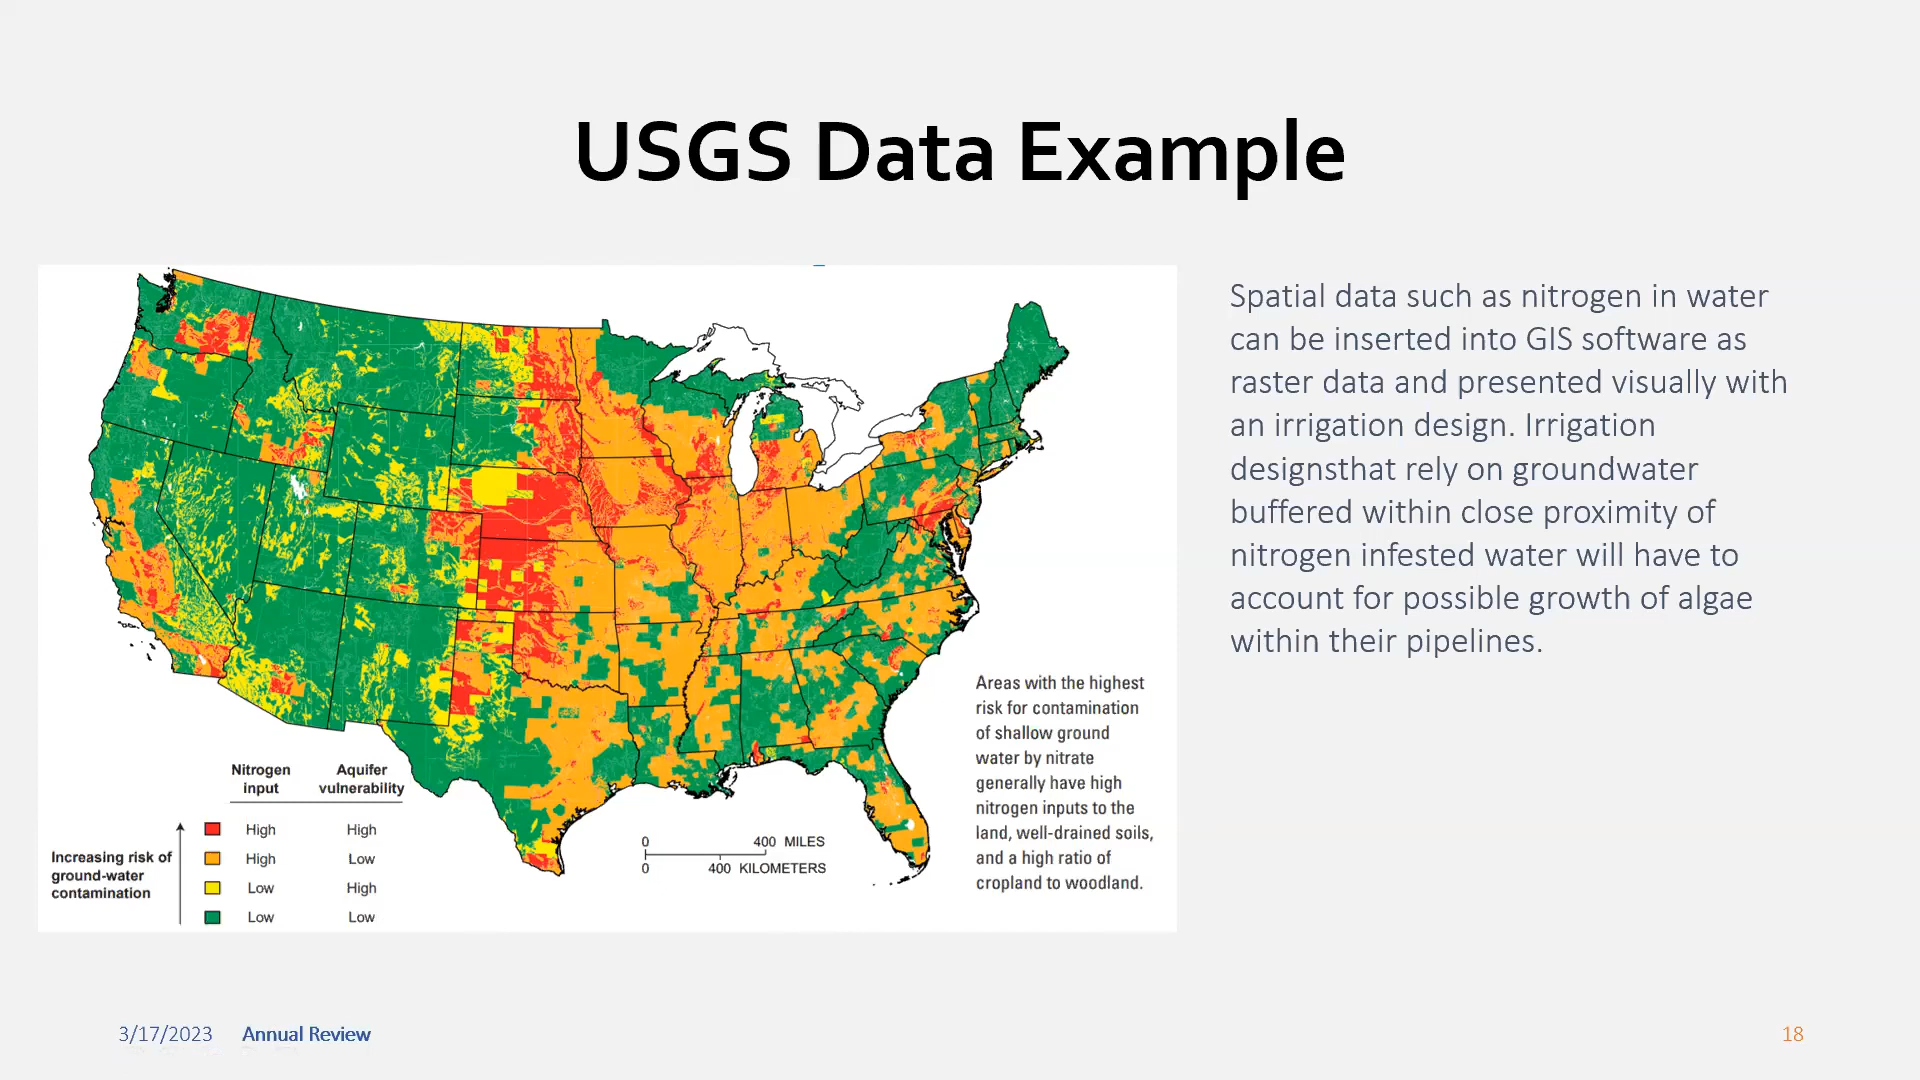 USGS Data Example
Spatial data such as nitrogen in water
can be inserted into GIS software as
raster data and presented visually with
an irrigation design. Irrigation
designsthat rely on groundwater
buffered within close proximity of
nitrogen infested water will have to
account for possible growth of algae
within their pipelines.
Areas with the highest
risk for contamination
of shallow ground
water by nitrate
generally have high
nitrogen inputs to the
land, well-drained soils,
and a high ratio of
cropland to woodland.
Nitrogen input Aquifer vulnerability
High High
High Low
Low High
Low Low
Increasing risk of
ground-water
contamination
0 400 MILES
0 400 KILOMETERS
3/17/2023 Annual Review 18